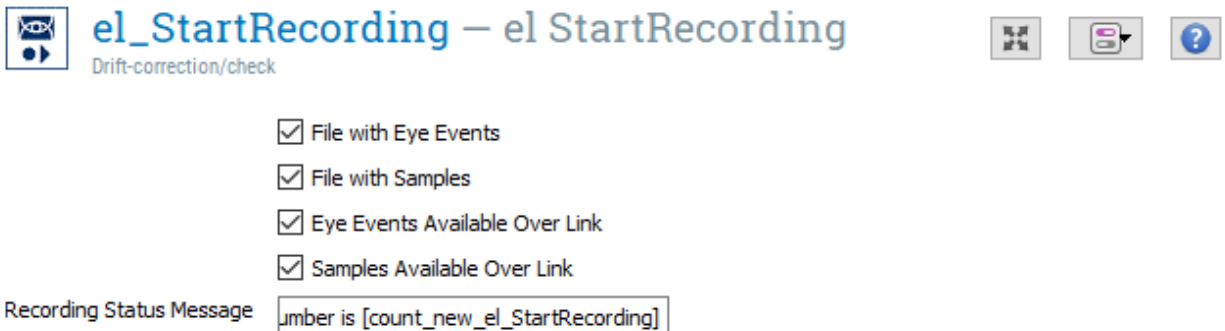 el_StartRecording — el StartRecording
Drift-correction/check
File with Eye Events
File with Samples
Eye Events Available Over Link
Samples Available Over Link
Recording Status Message
is [count_new_el_StartRecording]